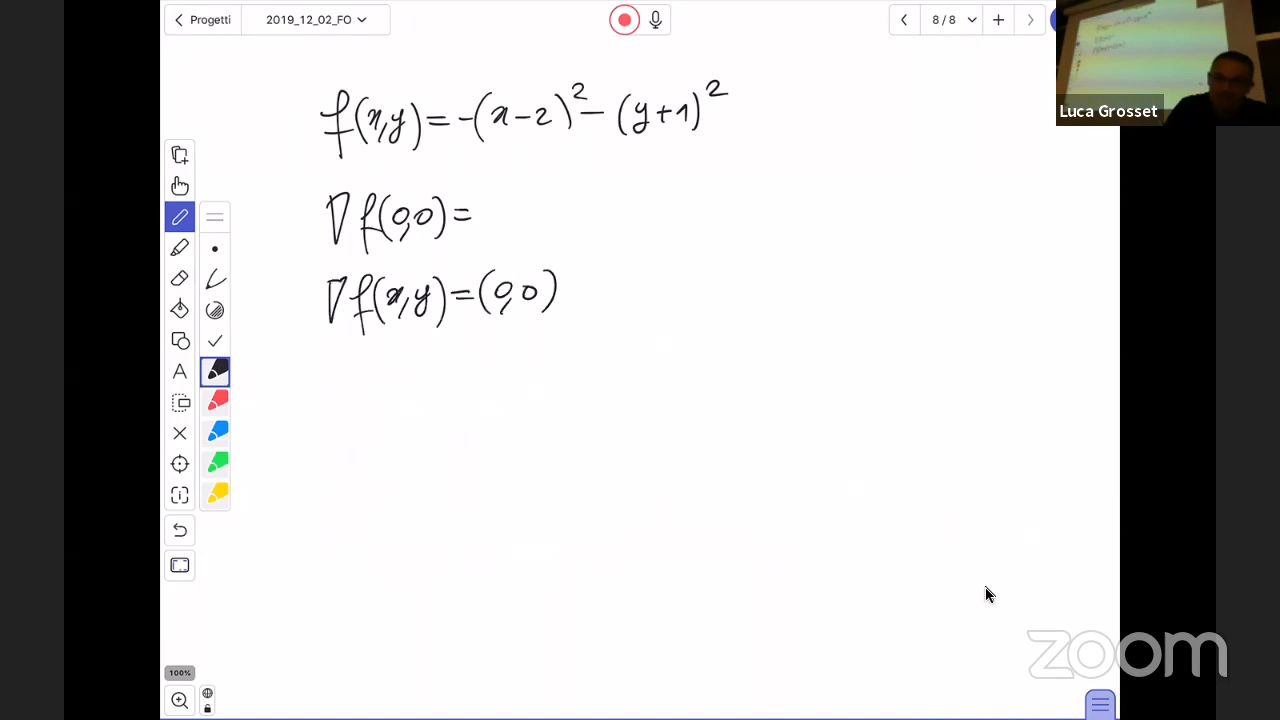 Progetti 2019_12_02_FO 8 / 8
Luca Grosset
f(x,y)=-(x-2)²-(y+1)²
∇f(0,0)=
∇f(x,y)=(0,0)
A
100%
zoom